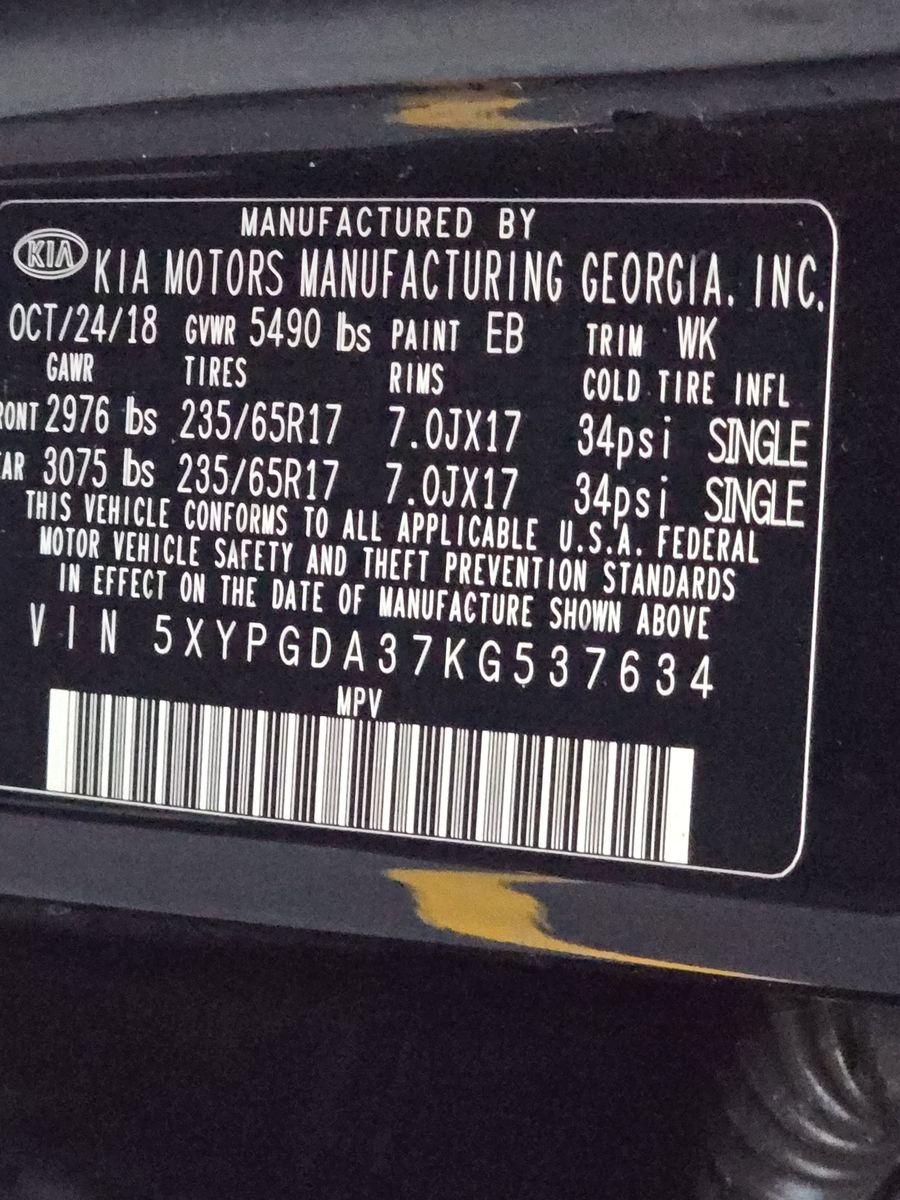 MANUFACTURED BY
KIA KIA MOTORS MANUFACTURING GEORGIA, INC.
OCT/24/18 GVWR 5490 lbs PAINT EB TRIM WK
GAWR TIRES RIMS COLD TIRE INFL
RONT 2976 lbs 235/65R17 7.0JX17 34psi SINGLE
EAR 3075 lbs 235/65R17 7.0JX17 34psi SINGLE
THIS VEHICLE CONFORMS TO ALL APPLICABLE U.S.A. FEDERAL
MOTOR VEHICLE SAFETY AND THEFT PREVENTION STANDARDS
IN EFFECT ON THE DATE OF MANUFACTURE SHOWN ABOVE
VIN 5XYPGDA37KG537634
MPV